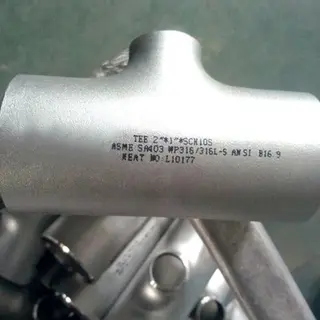 TEE 2"*1"*SCH10S
ASME SA403 WP316/316L-S ANSI B16 9
HEAT NO L10177